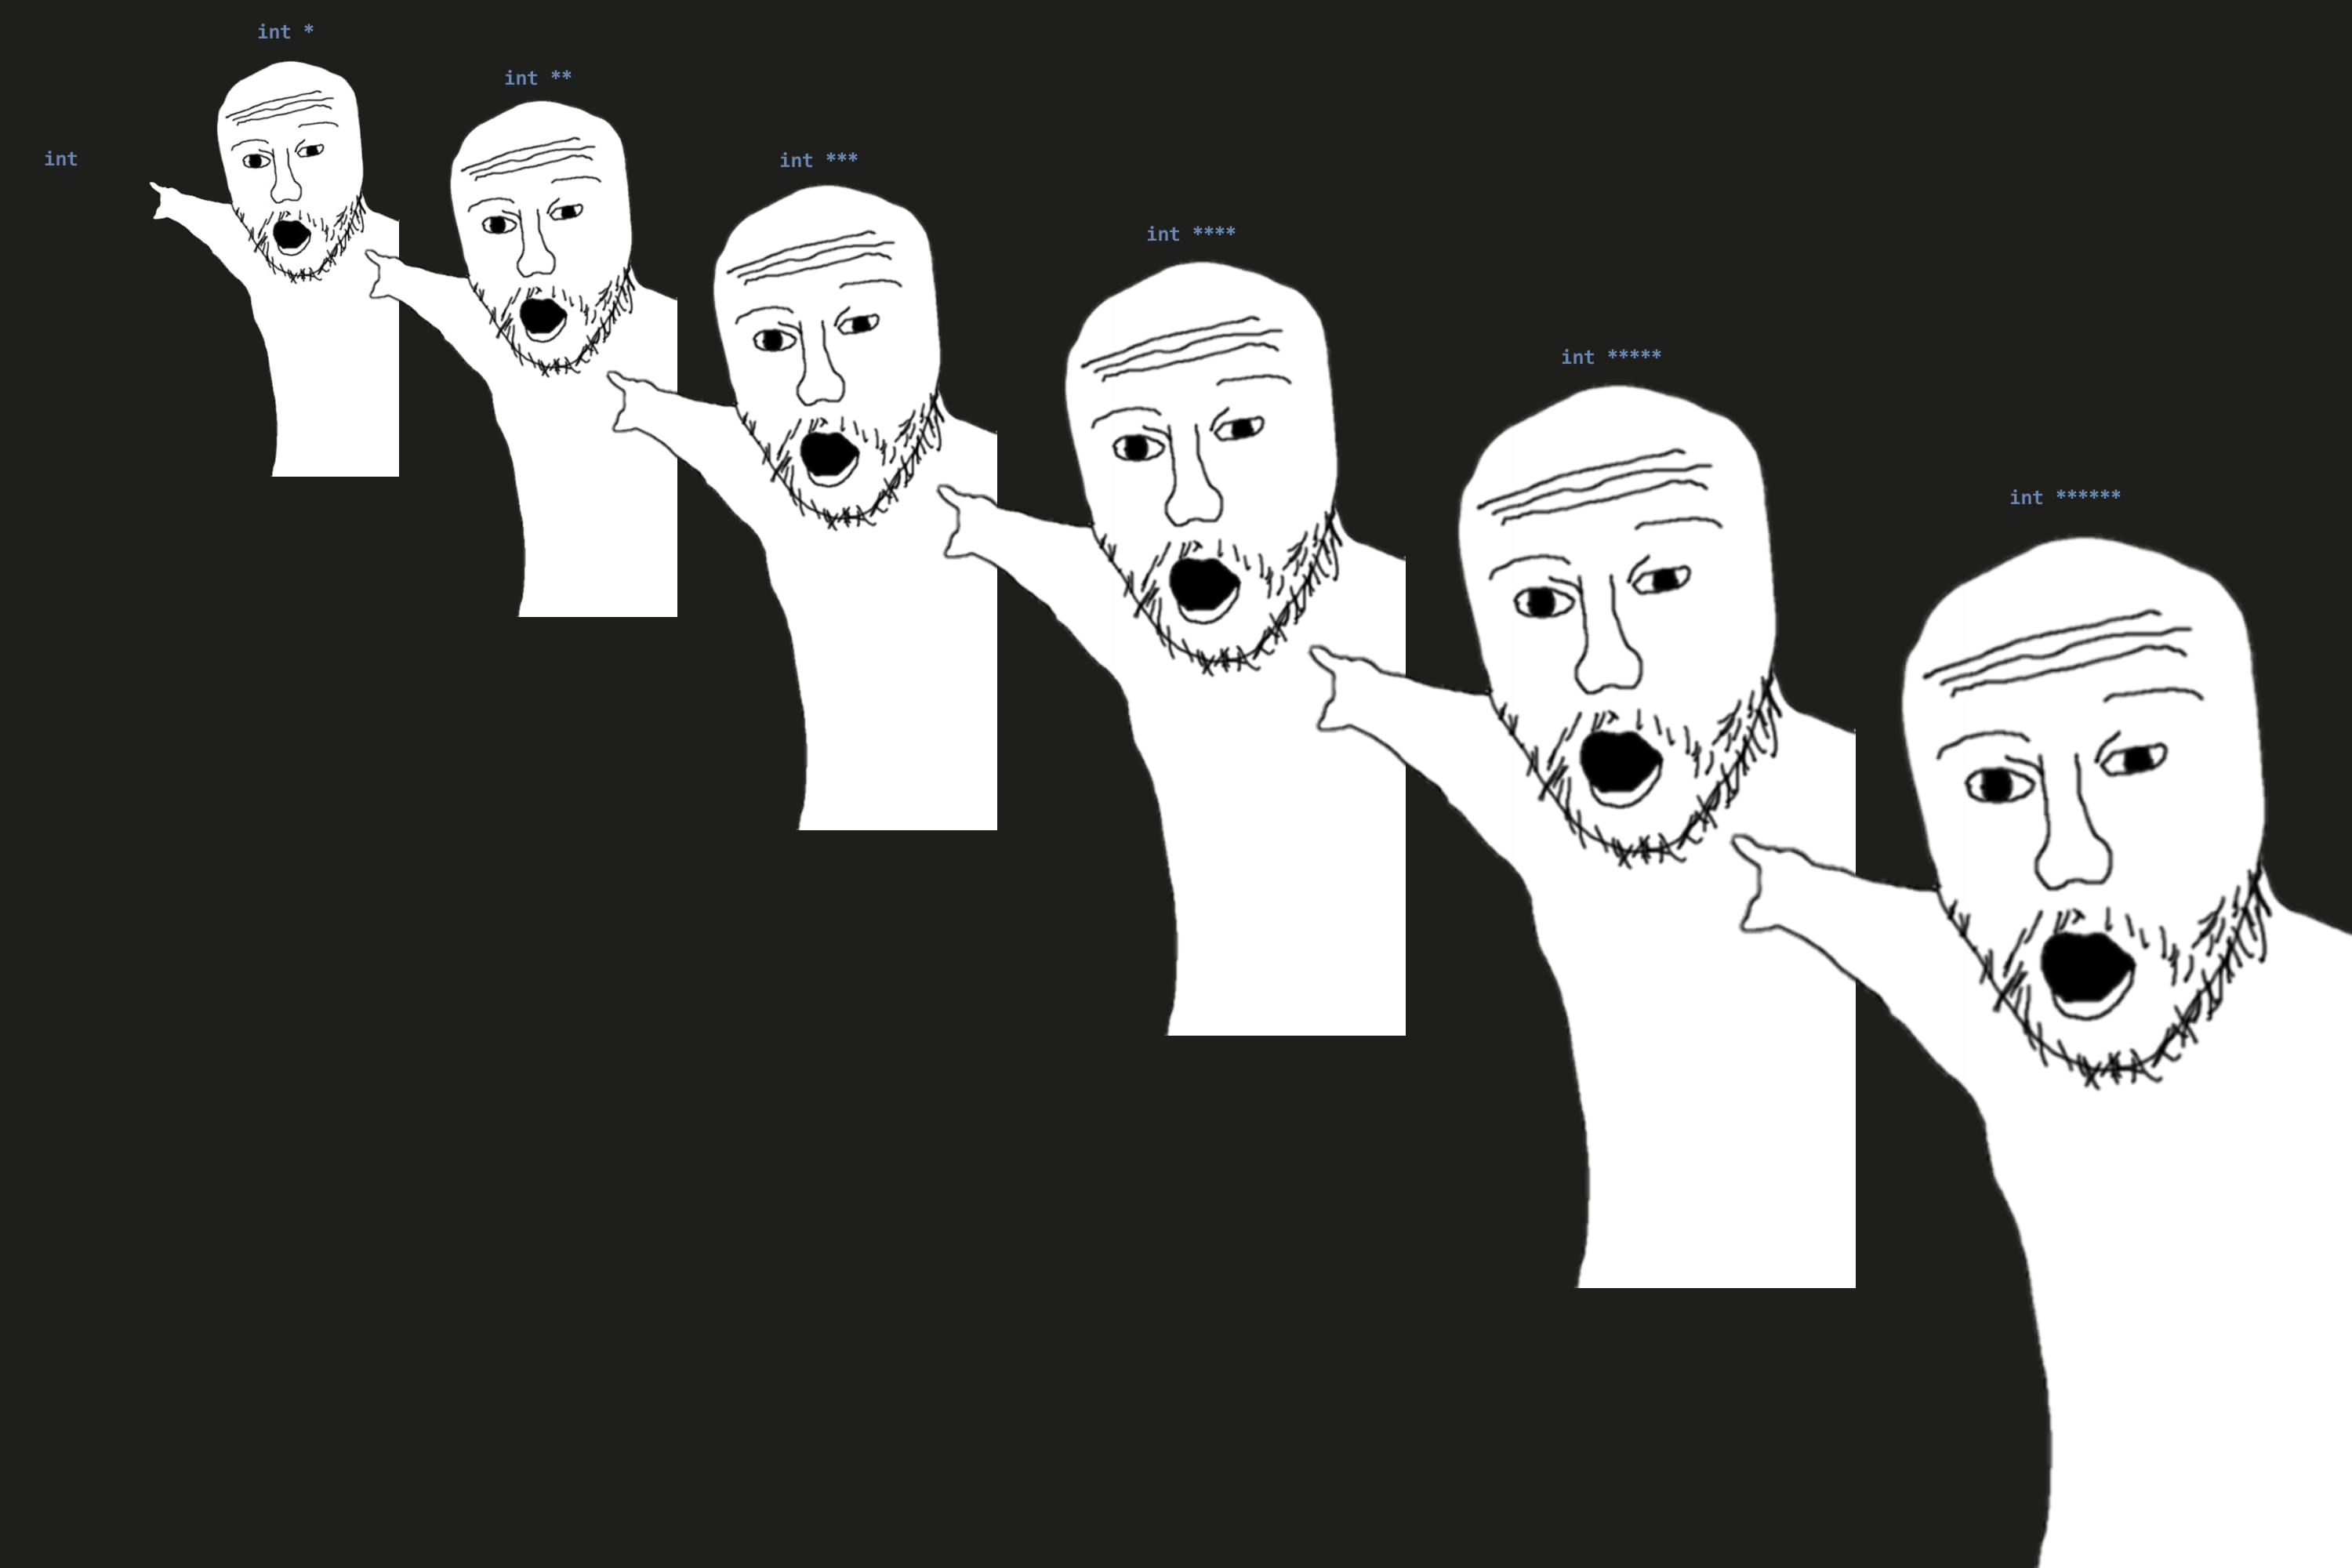 int
int *
int **
int ***
int ****
int *****
int ******